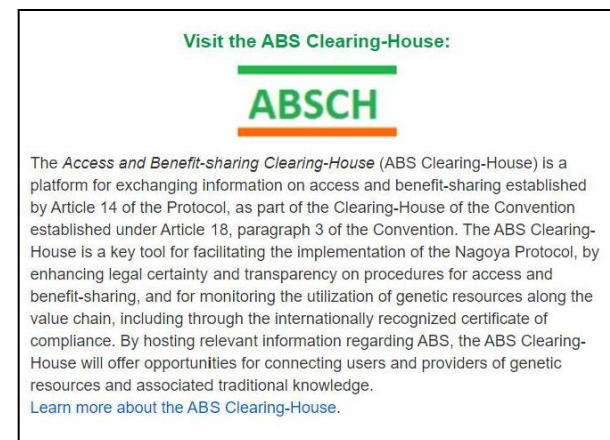 Visit the ABS Clearing-House:
ABSCH
The Access and Benefit-sharing Clearing-House (ABS Clearing-House) is a
platform for exchanging information on access and benefit-sharing established
by Article 14 of the Protocol, as part of the Clearing-House of the Convention
established under Article 18, paragraph 3 of the Convention. The ABS Clearing-
House is a key tool for facilitating the implementation of the Nagoya Protocol, by
enhancing legal certainty and transparency on procedures for access and
benefit-sharing, and for monitoring the utilization of genetic resources along the
value chain, including through the internationally recognized certificate of
compliance. By hosting relevant information regarding ABS, the ABS Clearing-
House will offer opportunities for connecting users and providers of genetic
resources and associated traditional knowledge.
Learn more about the ABS Clearing-House.